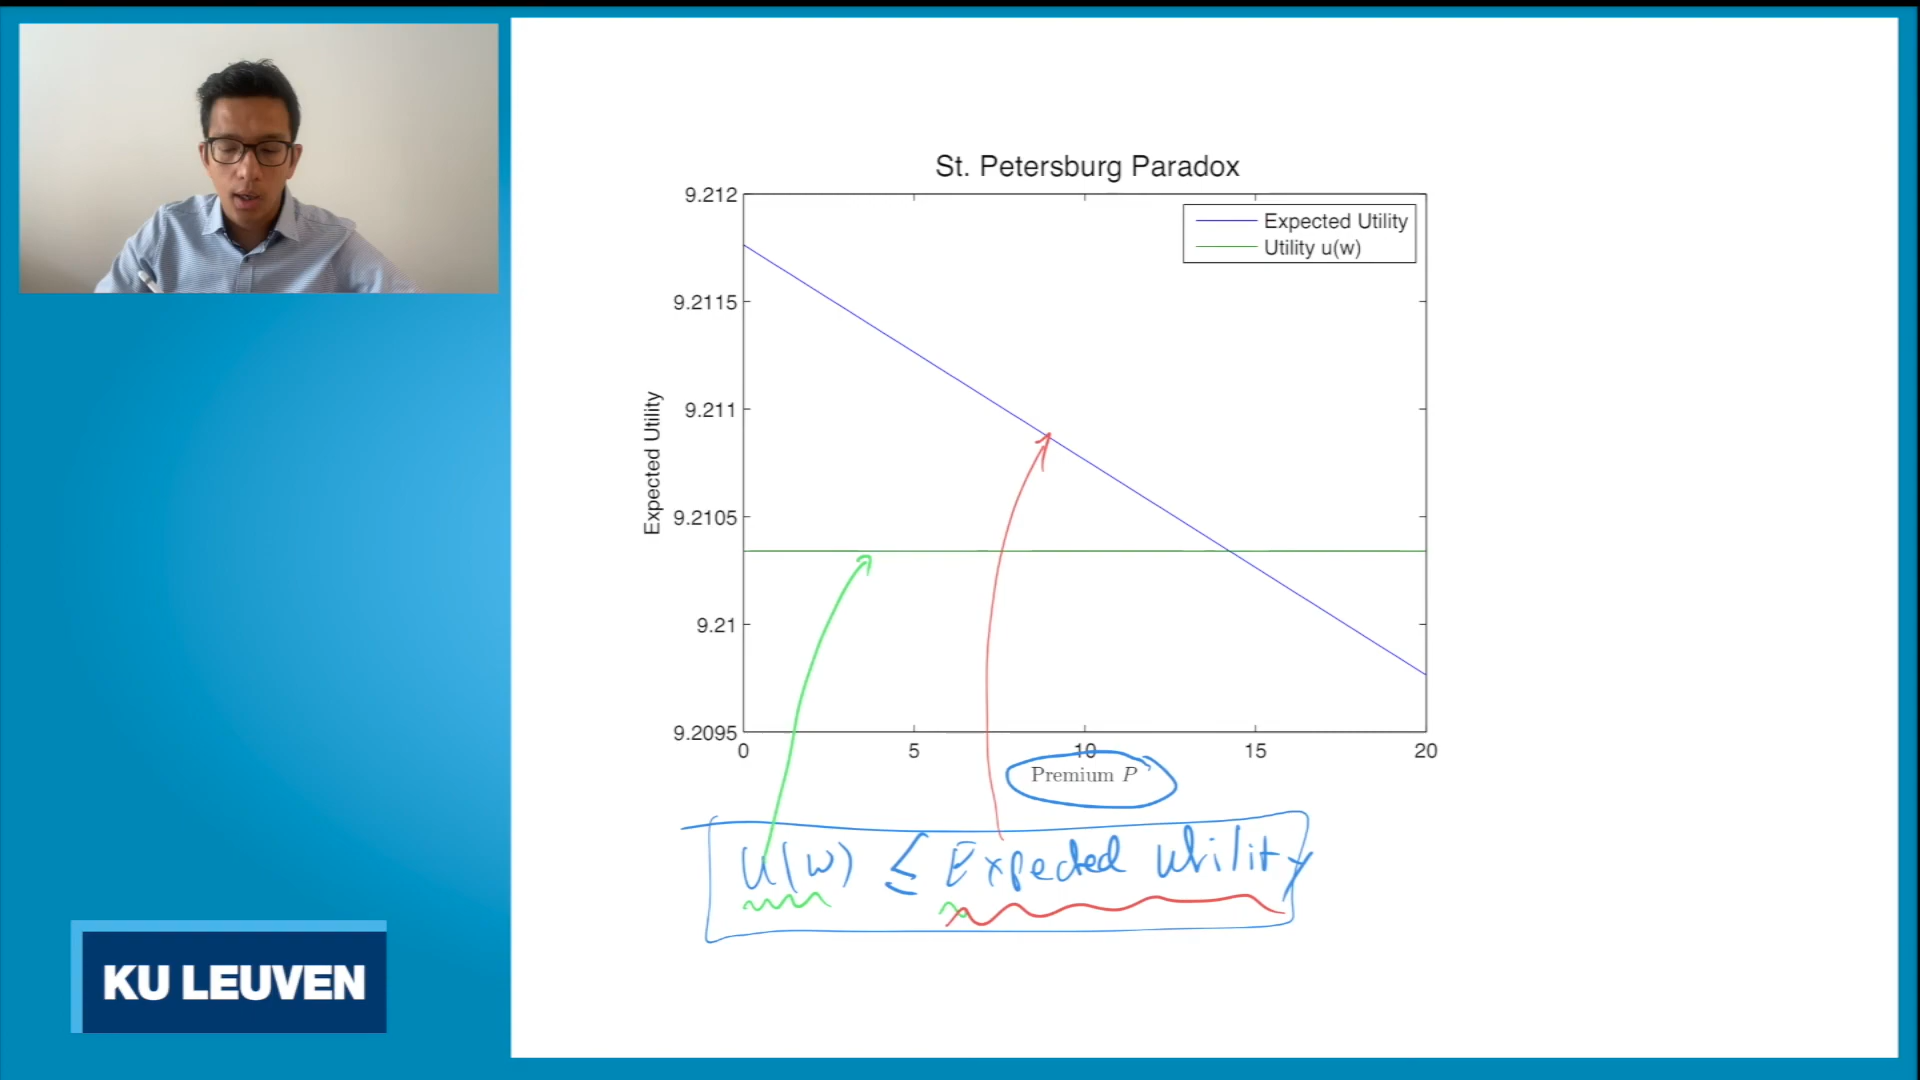 St. Petersburg Paradox
Expected Utility
Utility u(w)
9.212
9.2115
9.211
9.2105
9.21
9.2095
Expected Utility
0 5 10 15 20
Premium P
u(w) ≤ Expected Utility
KU LEUVEN